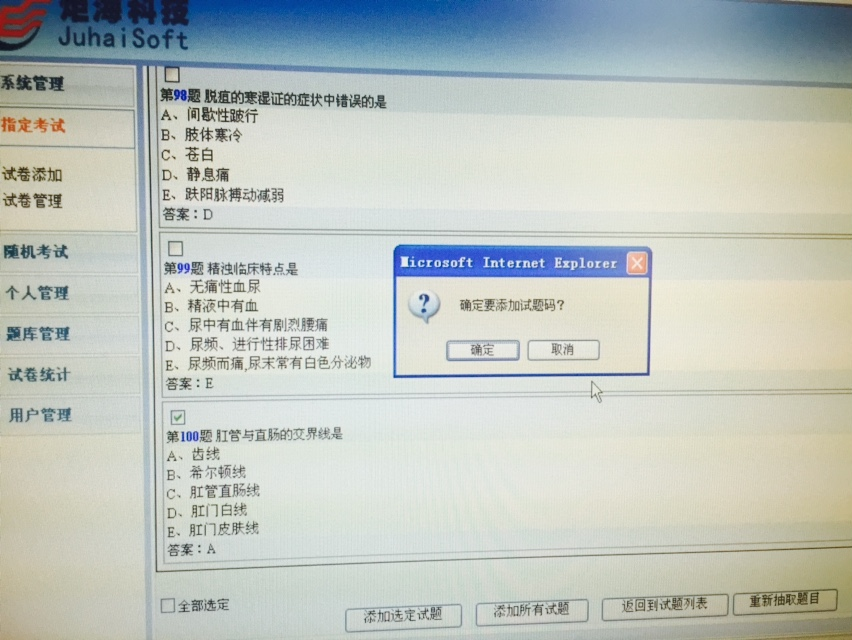 炬海科技
JuhaiSoft
系统管理
指定考试
试卷添加
试卷管理
随机考试
个人管理
题库管理
试卷统计
用户管理
第98题 脱疽的寒湿证的症状中错误的是
A、间歇性跛行
B、肢体寒冷
C、苍白
D、静息痛
E、趺阳脉搏动减弱
答案：D
第99题 精浊临床特点是
A、无痛性血尿
B、精液中有血
C、尿中有血伴有剧烈腰痛
D、尿频、进行性排尿困难
E、尿频而痛,尿末常有白色分泌物
答案：E
Microsoft Internet Explorer
确定要添加试题码?
确定 取消
第100题 肛管与直肠的交界线是
A、齿线
B、希尔顿线
C、肛管直肠线
D、肛门白线
E、肛门皮肤线
答案：A
全部选定 添加选定试题 添加所有试题 返回到试题列表 重新抽取题目